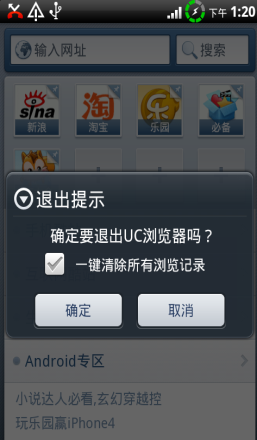 下午 1:20
输入网址
搜索
sina
淘
新浪
淘宝
乐园
必备
退出提示
确定要退出UC浏览器吗？
一键清除所有浏览记录
确定
取消
Android专区
小说达人必看,玄幻穿越控
玩乐园赢iPhone4